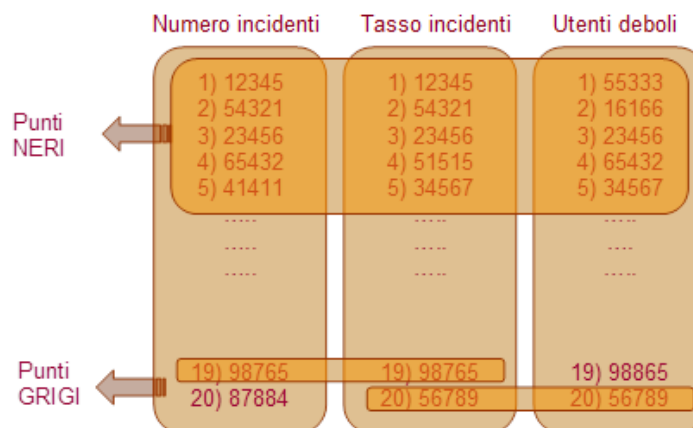 Numero incidenti Tasso incidenti Utenti deboli
1) 12345 1) 12345 1) 55333
2) 54321 2) 54321 2) 16166
3) 23456 3) 23456 3) 23456
4) 65432 4) 51515 4) 65432
5) 41411 5) 34567 5) 34567
Punti
NERI
..... ..... .....
..... ..... ....
..... ..... .....
19) 98765 19) 98765 19) 98865
20) 87884 20) 56789 20) 56789
Punti
GRIGI